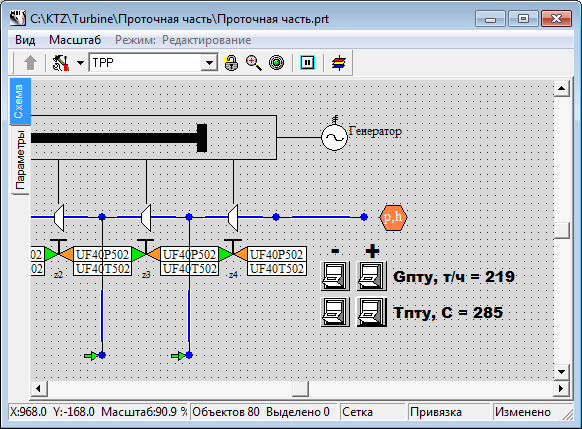 C:\KTZ\Turbine\Проточная часть\Проточная часть.prt
Вид Масштаб Режим: Редактирование
TPP
Схема
Параметры
Генератор
p,h
502 UF40P502 UF40P502 UF40P502
502 UF40T502 UF40T502 UF40T502
z2 z3 z4
- +
Gпту, т/ч = 219
Tпту, С = 285
X:968.0 Y:-168.0 Масштаб:90.9 % Объектов 80 Выделено 0 Сетка Привязка Изменено